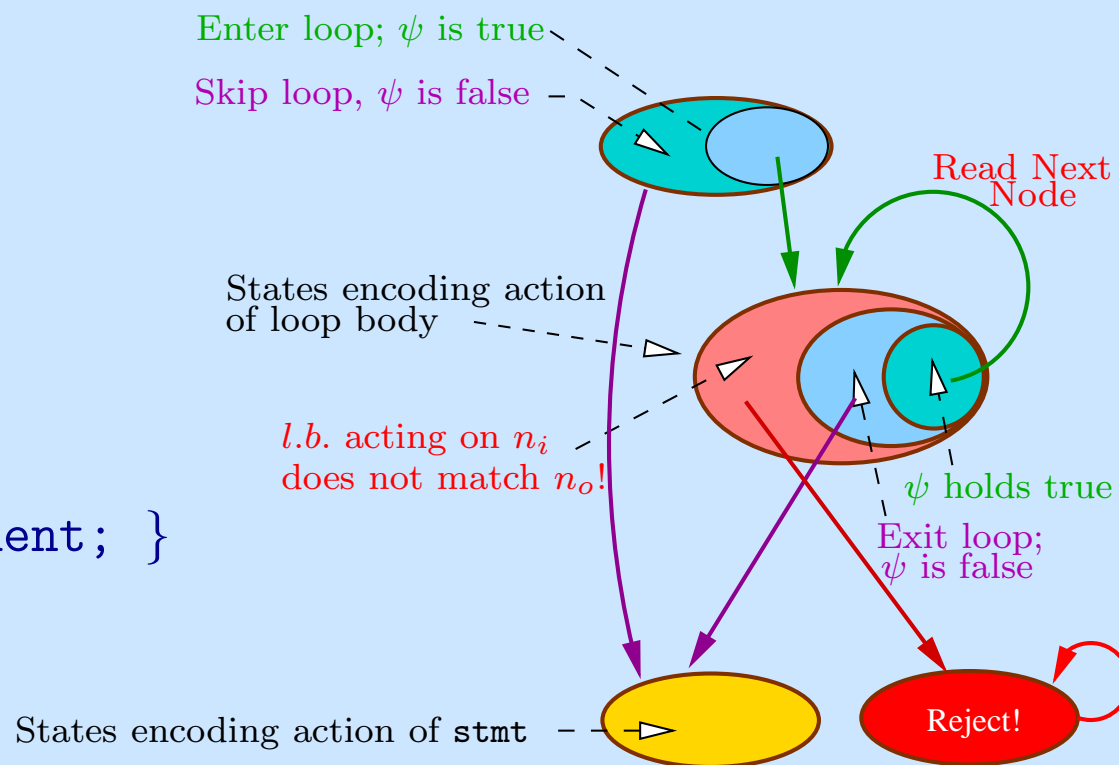 Enter loop; ψ is true
Skip loop, ψ is false
Read Next
Node
States encoding action
of loop body
l.b. acting on nᵢ
does not match nₒ!
ψ holds true
ent; }
Exit loop;
ψ is false
States encoding action of stmt
Reject!